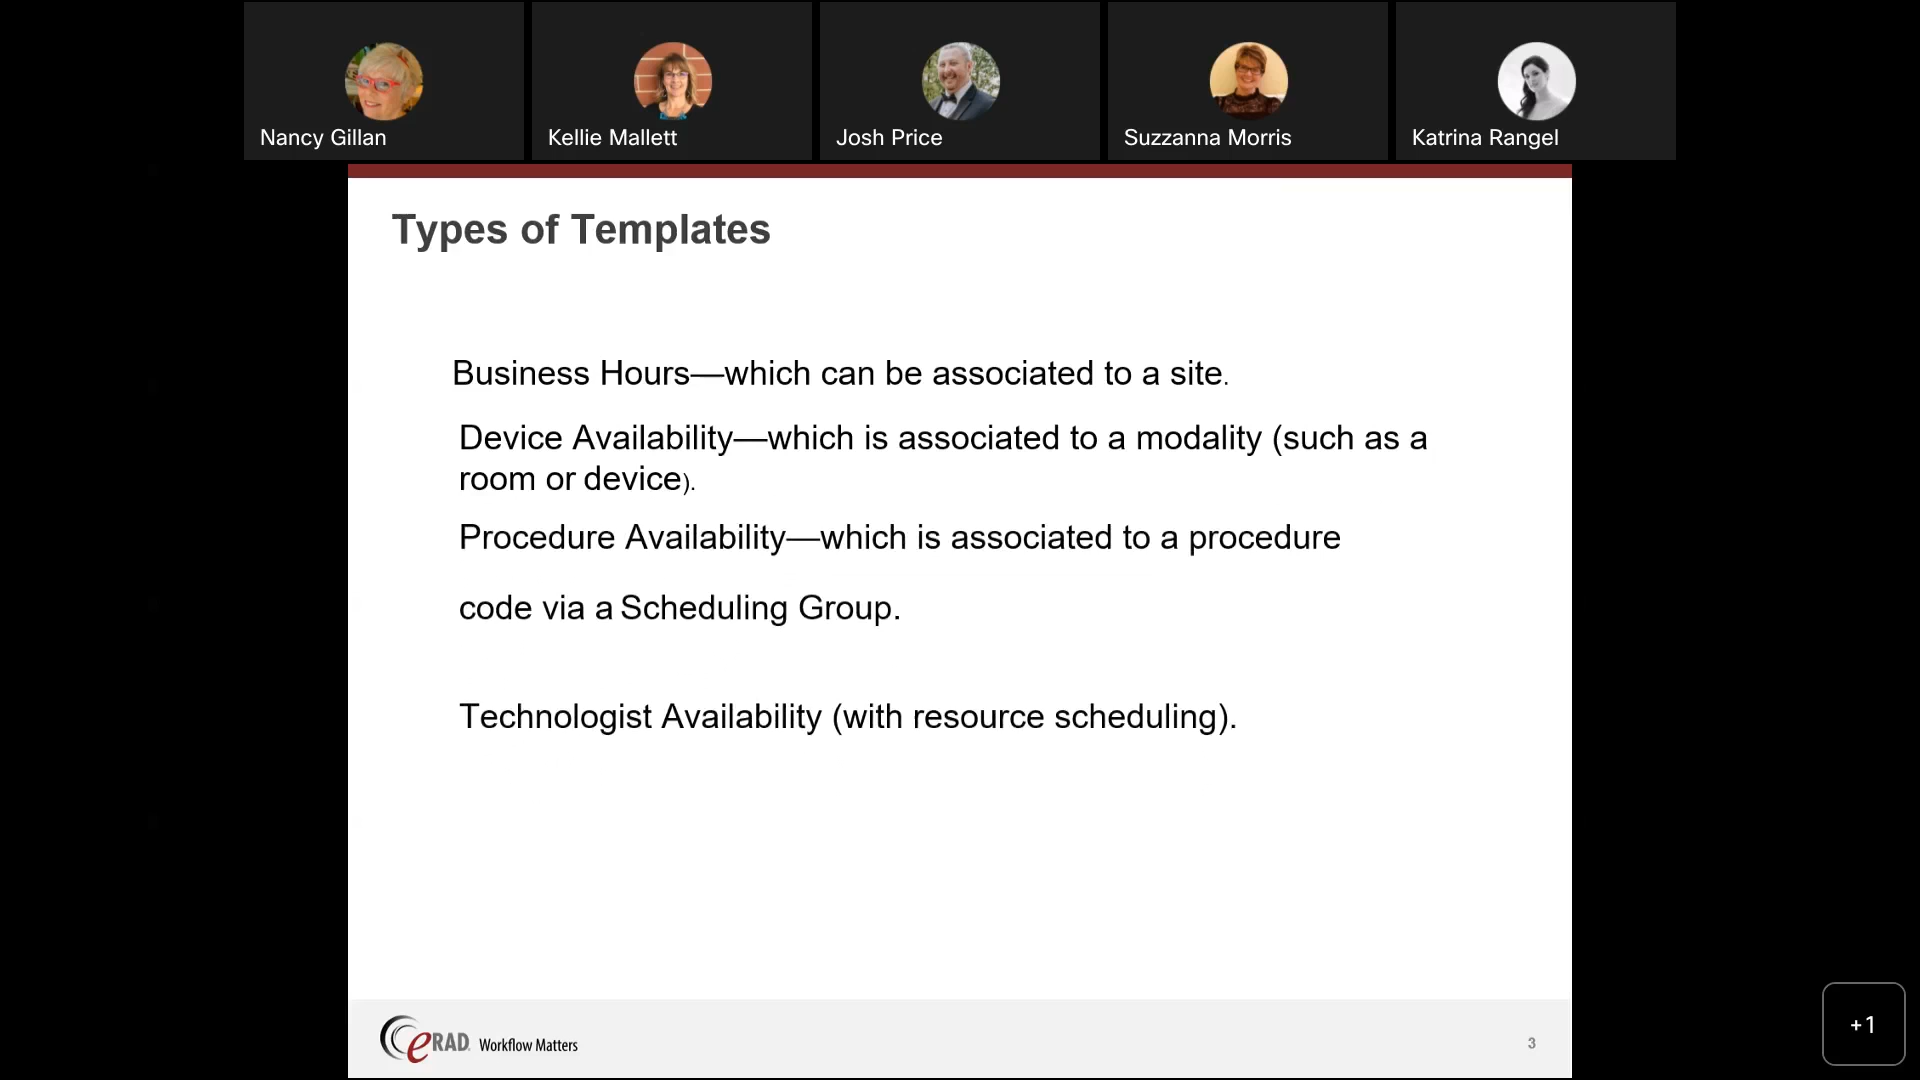 Nancy Gillan
Kellie Mallett
Josh Price
Suzzanna Morris
Katrina Rangel
Types of Templates
Business Hours—which can be associated to a site.
Device Availability—which is associated to a modality (such as a
room or device).
Procedure Availability—which is associated to a procedure
code via a Scheduling Group.
Technologist Availability (with resource scheduling).
eRAD Workflow Matters
3
+1